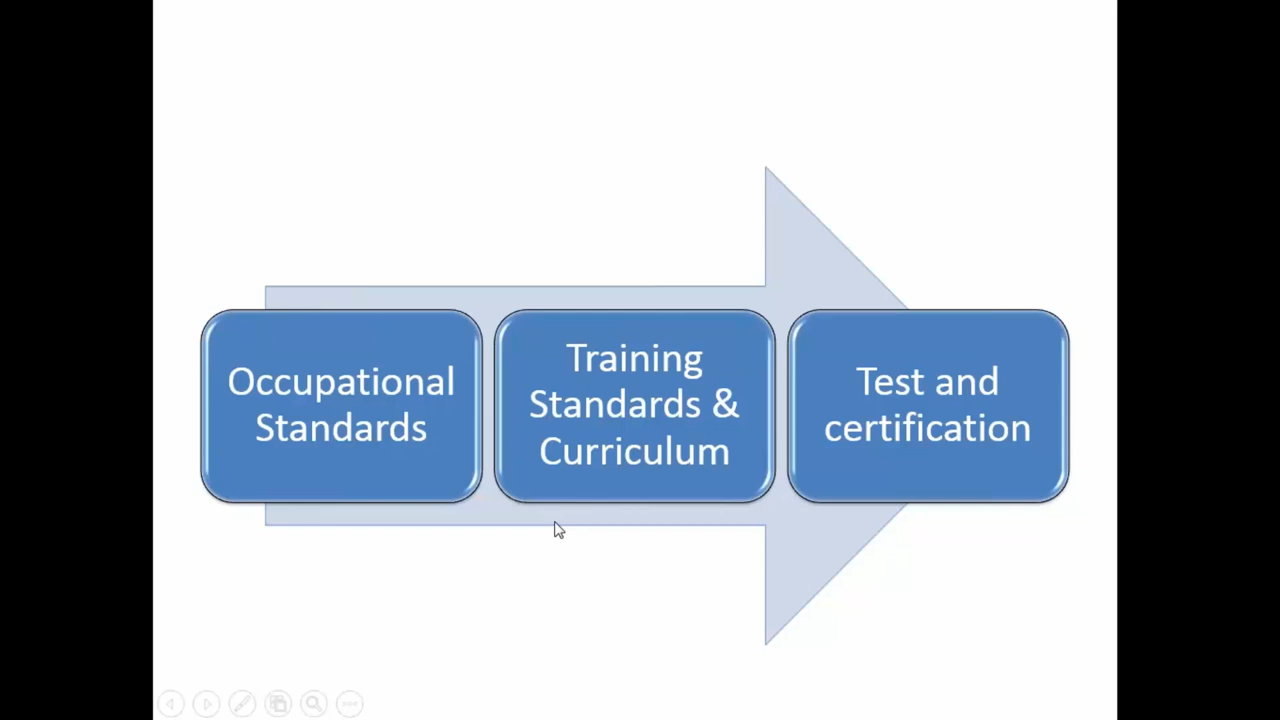 Occupational
Standards
Training
Standards &
Curriculum
Test and
certification